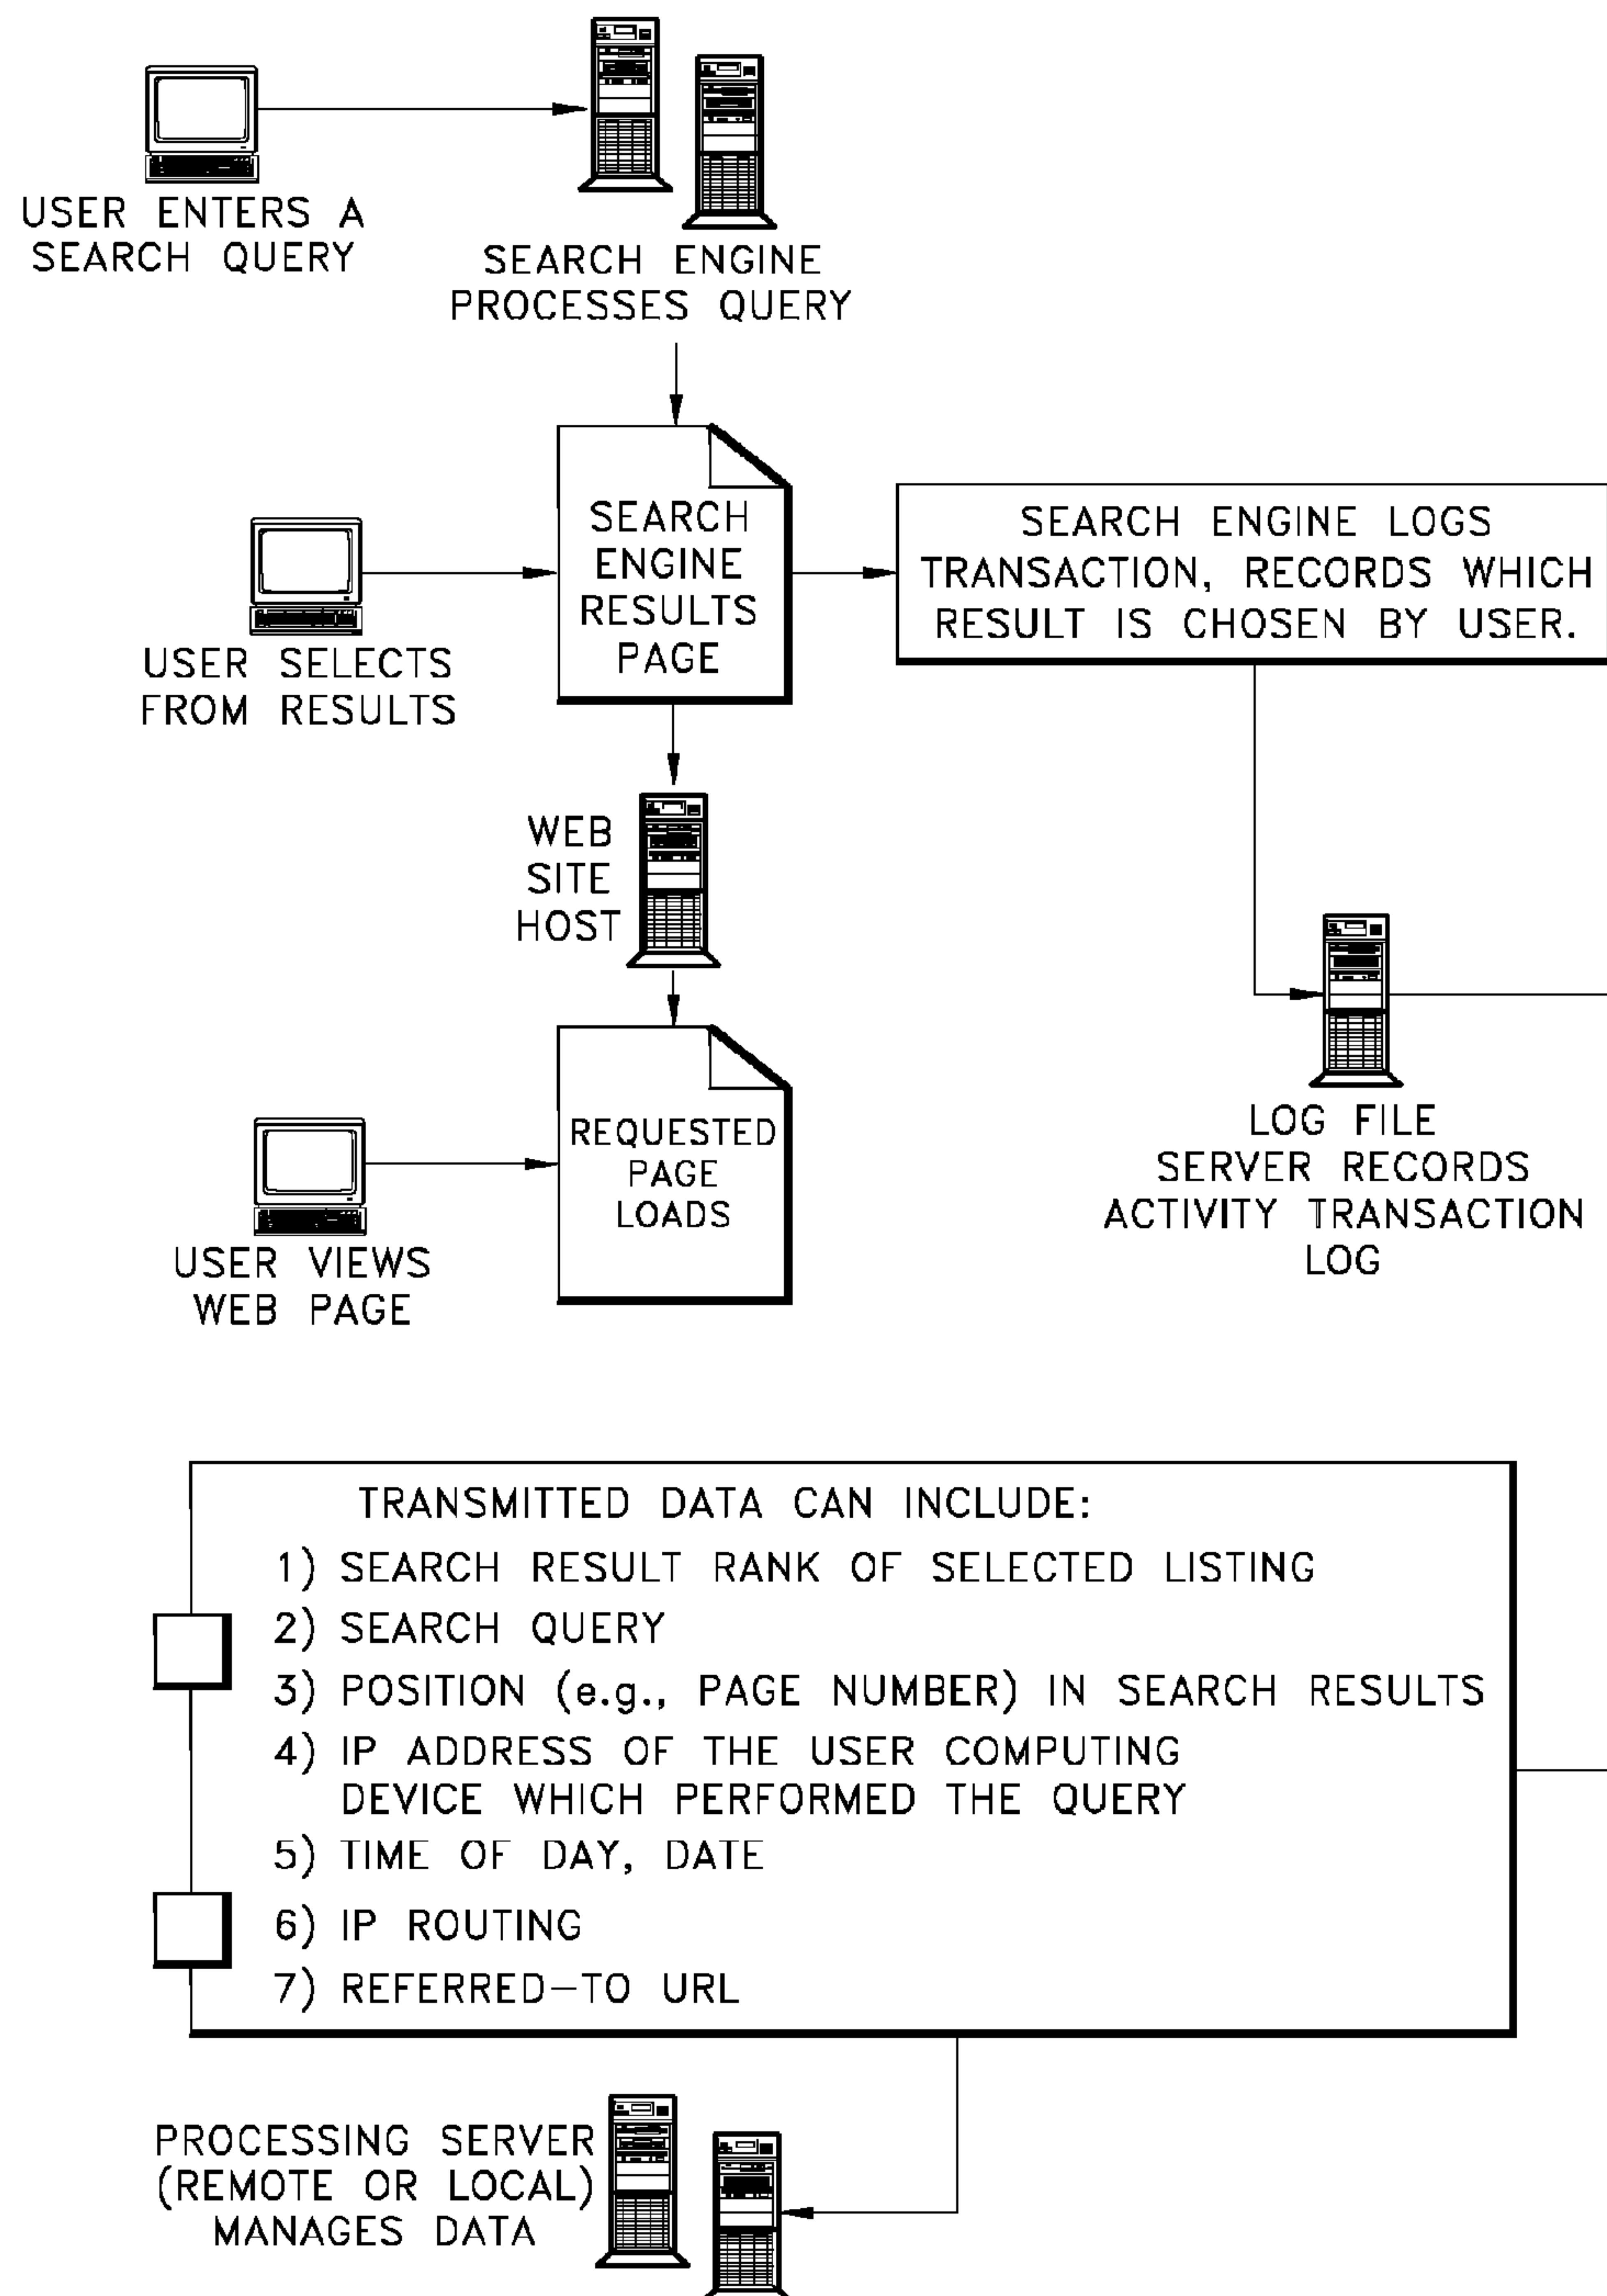 USER ENTERS A
SEARCH QUERY
SEARCH ENGINE
PROCESSES QUERY
SEARCH
ENGINE
RESULTS
PAGE
SEARCH ENGINE LOGS
TRANSACTION, RECORDS WHICH
RESULT IS CHOSEN BY USER.
USER SELECTS
FROM RESULTS
WEB
SITE
HOST
REQUESTED
PAGE
LOADS
USER VIEWS
WEB PAGE
LOG FILE
SERVER RECORDS
ACTIVITY TRANSACTION
LOG
TRANSMITTED DATA CAN INCLUDE:
1) SEARCH RESULT RANK OF SELECTED LISTING
2) SEARCH QUERY
3) POSITION (e.g., PAGE NUMBER) IN SEARCH RESULTS
4) IP ADDRESS OF THE USER COMPUTING
DEVICE WHICH PERFORMED THE QUERY
5) TIME OF DAY, DATE
6) IP ROUTING
7) REFERRED-TO URL
PROCESSING SERVER
(REMOTE OR LOCAL)
MANAGES DATA